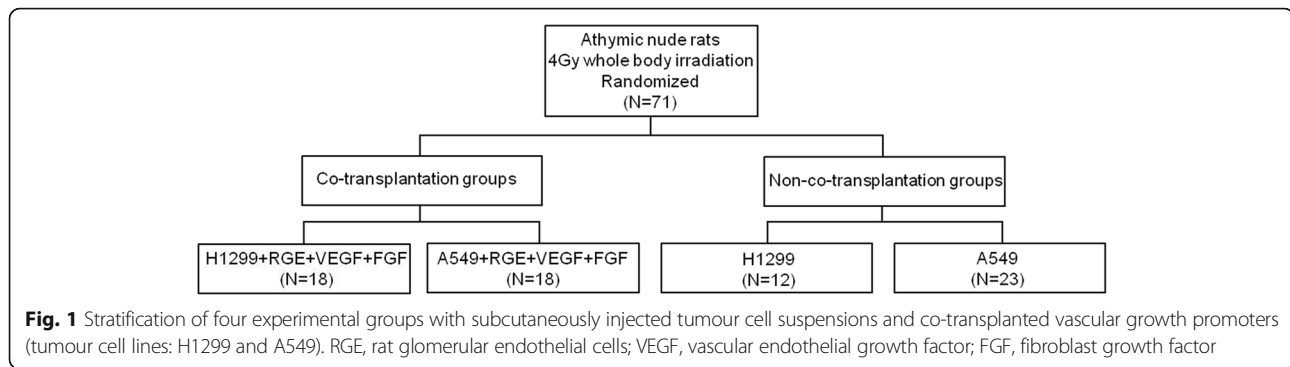 Athymic nude rats
4Gy whole body irradiation
Randomized
(N=71)
Co-transplantation groups
Non-co-transplantation groups
H1299+RGE+VEGF+FGF
(N=18)
A549+RGE+VEGF+FGF
(N=18)
H1299
(N=12)
A549
(N=23)
Fig. 1 Stratification of four experimental groups with subcutaneously injected tumour cell suspensions and co-transplanted vascular growth promoters
(tumour cell lines: H1299 and A549). RGE, rat glomerular endothelial cells; VEGF, vascular endothelial growth factor; FGF, fibroblast growth factor